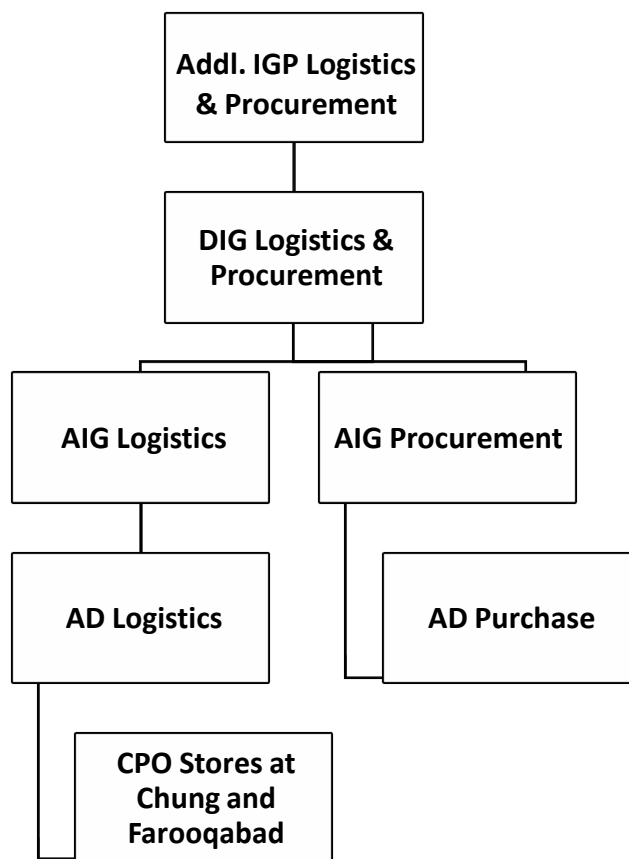 Addl. IGP Logistics
& Procurement
DIG Logistics &
Procurement
AIG Logistics
AIG Procurement
AD Logistics
AD Purchase
CPO Stores at
Chung and
Farooqabad